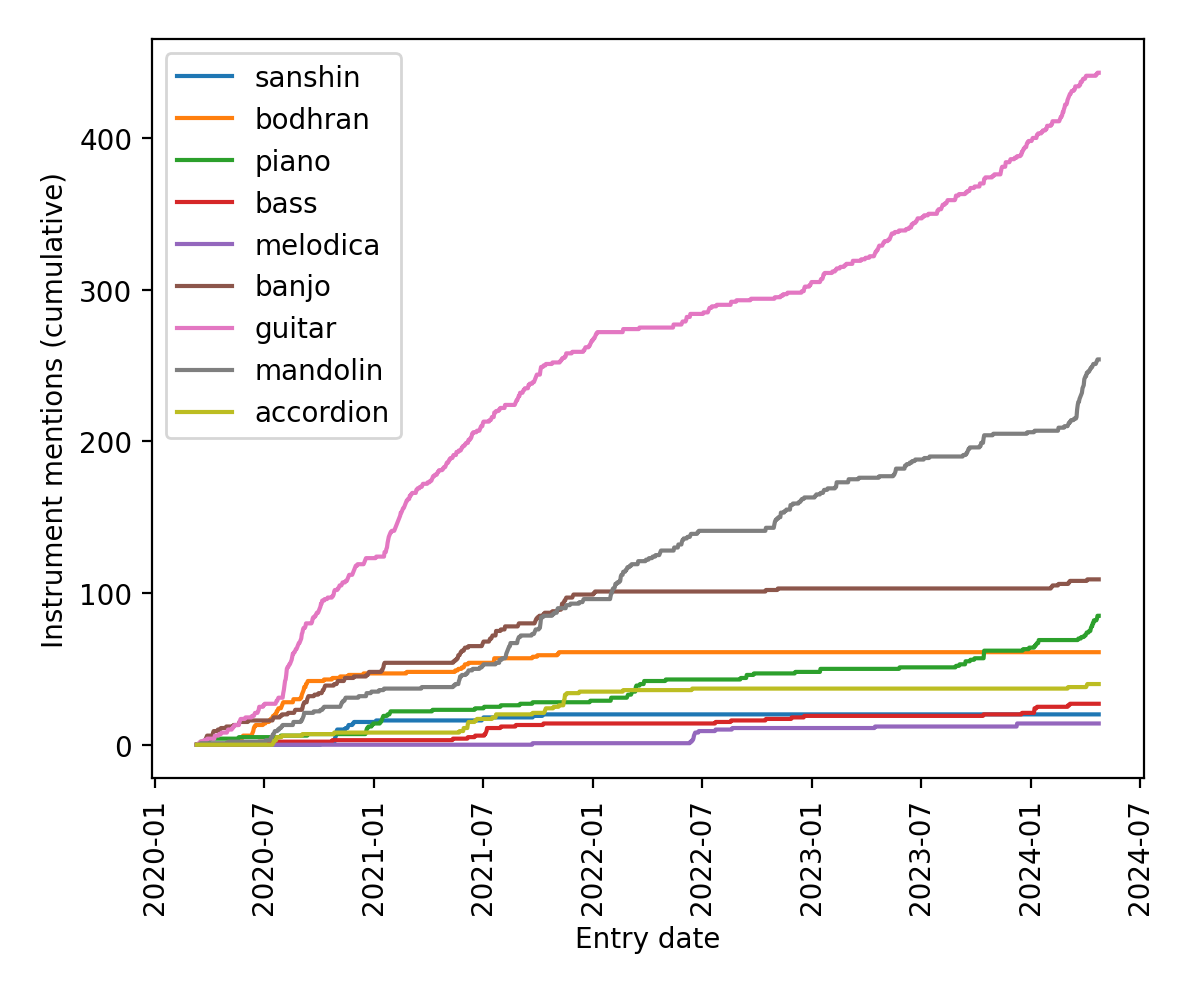 sanshin
bodhran
piano
bass
melodica
banjo
guitar
mandolin
accordion
Instrument mentions (cumulative)
400
300
200
100
0
2020-01
2020-07
2021-01
2021-07
2022-01
2022-07
2023-01
2023-07
2024-01
2024-07
Entry date